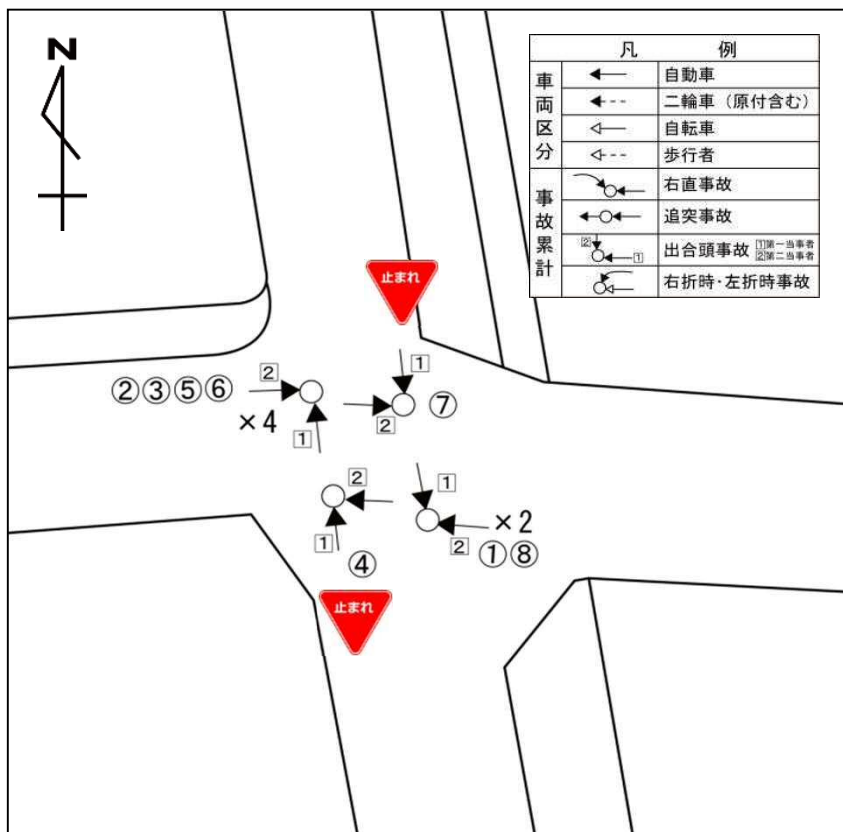 N
凡 例
車両区分
自動車
二輪車（原付含む）
自転車
歩行者
事故累計
右直事故
追突事故
2
1
出合頭事故 1第一当事者
2第二当事者
右折時・左折時事故
止まれ
②③⑤⑥
2
×4
1
1
2
⑦
2
1
④
1
2
×2
①⑧
止まれ